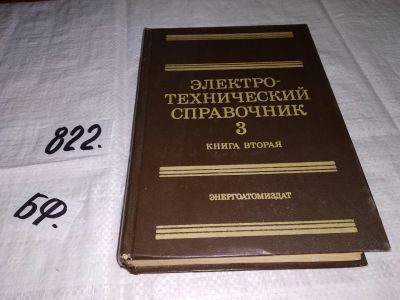 822.
БФ.
ЭЛЕКТРО-
ТЕХНИЧЕСКИЙ
СПРАВОЧНИК
3
КНИГА ВТОРАЯ
ЭНЕРГОАТОМИЗДАТ